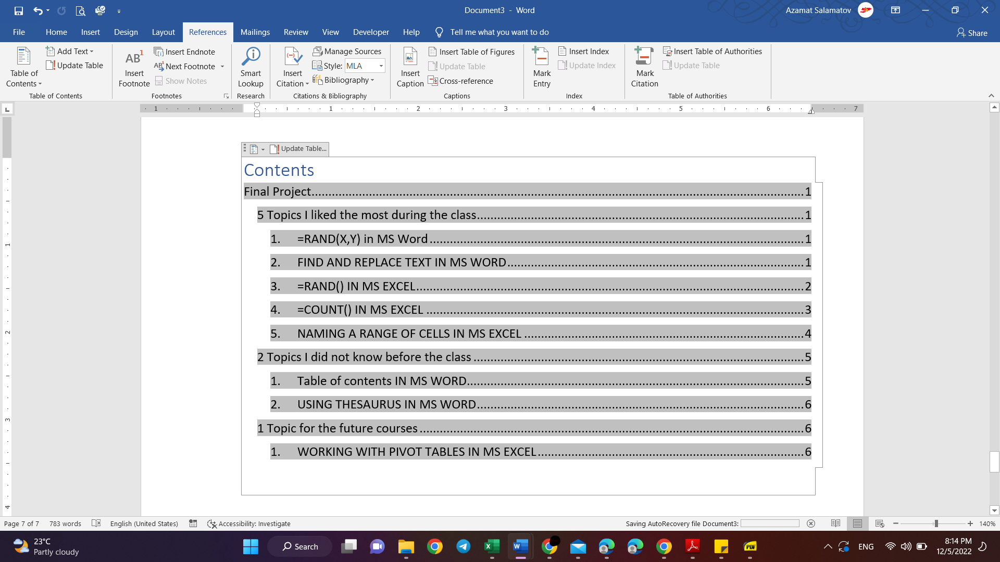 Document3 - Word
Azamat Salamatov
File Home Insert Design Layout References Mailings Review View Developer Help Tell me what you want to do Share
Table of Contents
Add Text
Update Table
Table of Contents
AB1
Insert Footnote
Insert Endnote
AB1 Next Footnote
Show Notes
Footnotes
Smart Lookup
Research
Insert Citation
Manage Sources
Style: MLA
Bibliography
Citations & Bibliography
Insert Caption
Insert Table of Figures
Update Table
Cross-reference
Captions
Mark Entry
Insert Index
Update Index
Index
Mark Citation
Insert Table of Authorities
Update Table
Table of Authorities
L
1 1 2 3 4 5 6 7
1
2
3
4
Update Table...
Contents
Final Project 1
5 Topics I liked the most during the class 1
1. =RAND(X,Y) in MS Word 1
2. FIND AND REPLACE TEXT IN MS WORD 1
3. =RAND() IN MS EXCEL 2
4. =COUNT() IN MS EXCEL 3
5. NAMING A RANGE OF CELLS IN MS EXCEL 4
2 Topics I did not know before the class 5
1. Table of contents IN MS WORD 5
2. USING THESAURUS IN MS WORD 6
1 Topic for the future courses 6
1. WORKING WITH PIVOT TABLES IN MS EXCEL 6
Page 7 of 7 783 words English (United States) Accessibility: Investigate Saving AutoRecovery file Document3: 140%
23°C
Partly cloudy
Search
PDF
ENG
8:14 PM
12/5/2022